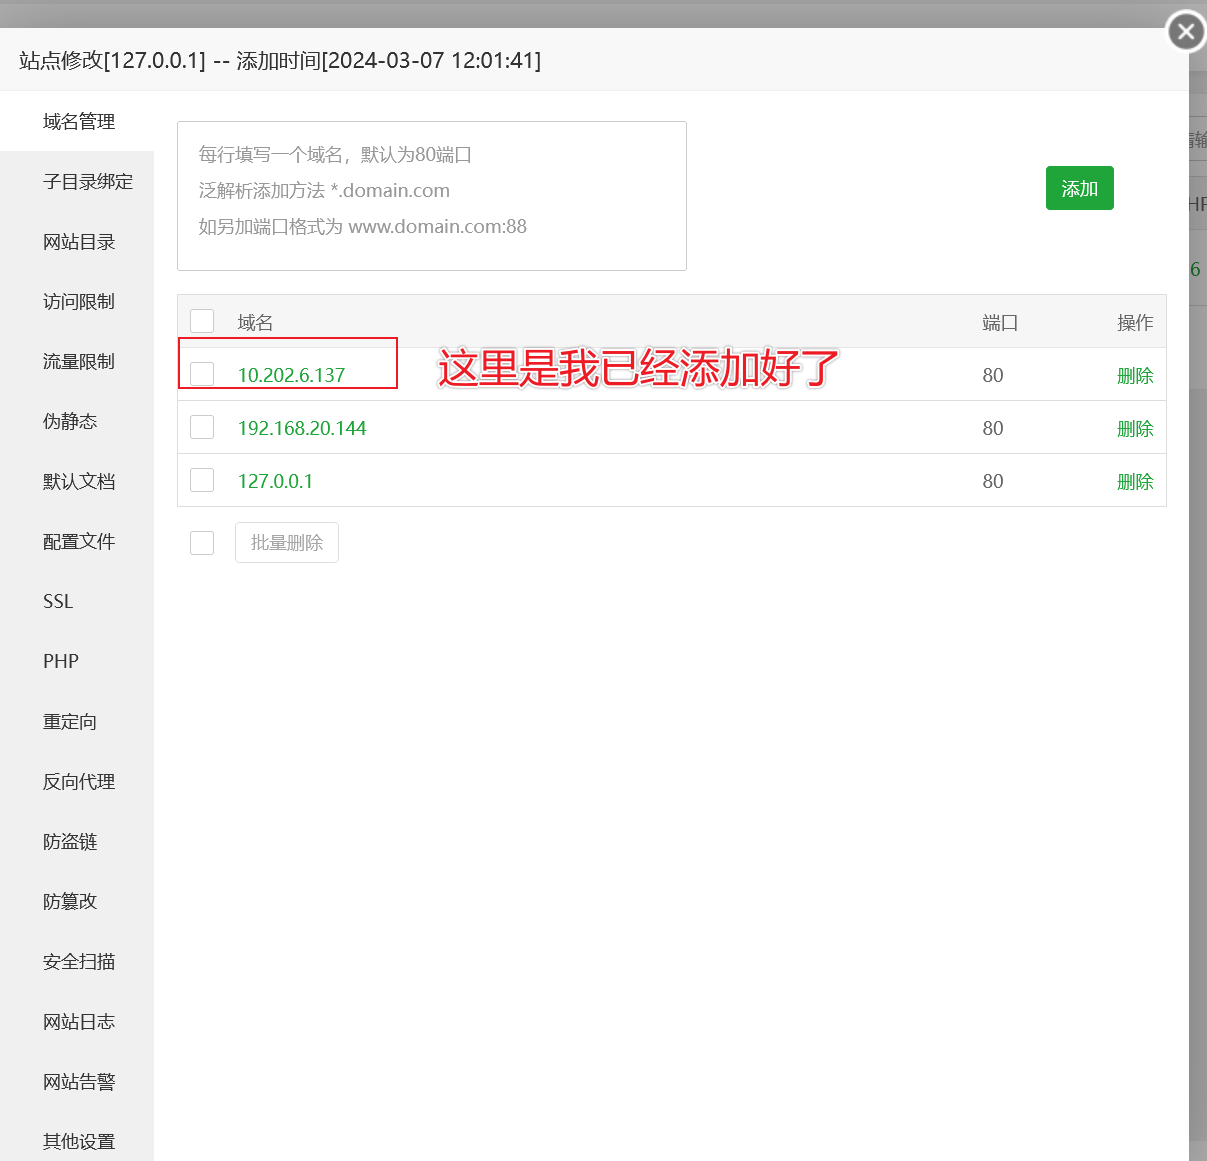 站点修改[127.0.0.1] -- 添加时间[2024-03-07 12:01:41]
域名管理
子目录绑定
网站目录
访问限制
流量限制
伪静态
默认文档
配置文件
SSL
PHP
重定向
反向代理
防盗链
防篡改
安全扫描
网站日志
网站告警
其他设置
每行填写一个域名，默认为80端口
泛解析添加方法 *.domain.com
如另加端口格式为 www.domain.com:88
添加
域名 端口 操作
10.202.6.137 80 删除
这里是我已经添加好了
192.168.20.144 80 删除
127.0.0.1 80 删除
批量删除
6